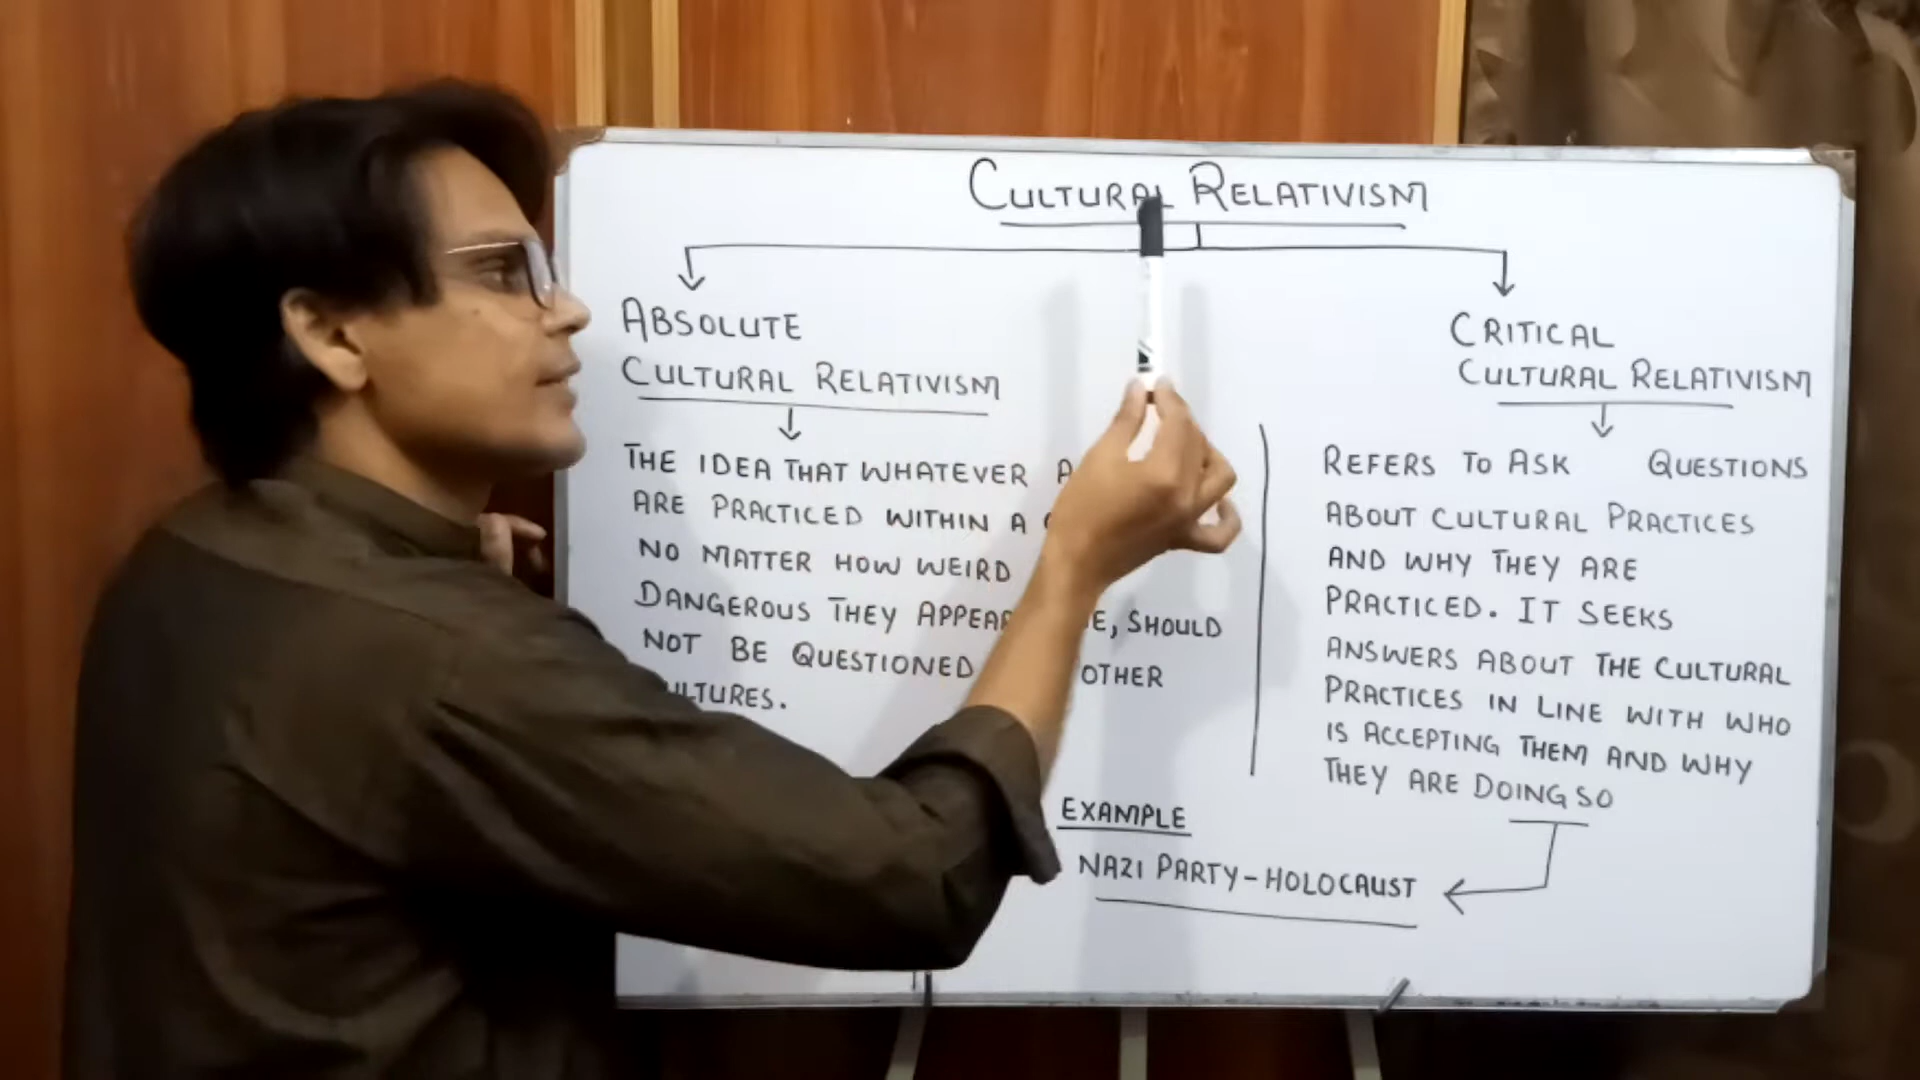 CULTURAL RELATIVISM
ABSOLUTE
CULTURAL RELATIVISM
THE IDEA THAT WHATEVER
ARE PRACTICED WITHIN A
NO MATTER HOW WEIRD
DANGEROUS THEY APPEAR SHOULD
NOT BE QUESTIONED OTHER
CRITICAL
CULTURAL RELATIVISM
REFERS TO ASK QUESTIONS
ABOUT CULTURAL PRACTICES
AND WHY THEY ARE
PRACTICED. IT SEEKS
ANSWERS ABOUT THE CULTURAL
PRACTICES IN LINE WITH WHO
IS ACCEPTING THEM AND WHY
THEY ARE DOING SO
EXAMPLE
NAZI PARTY-HOLOCAUST